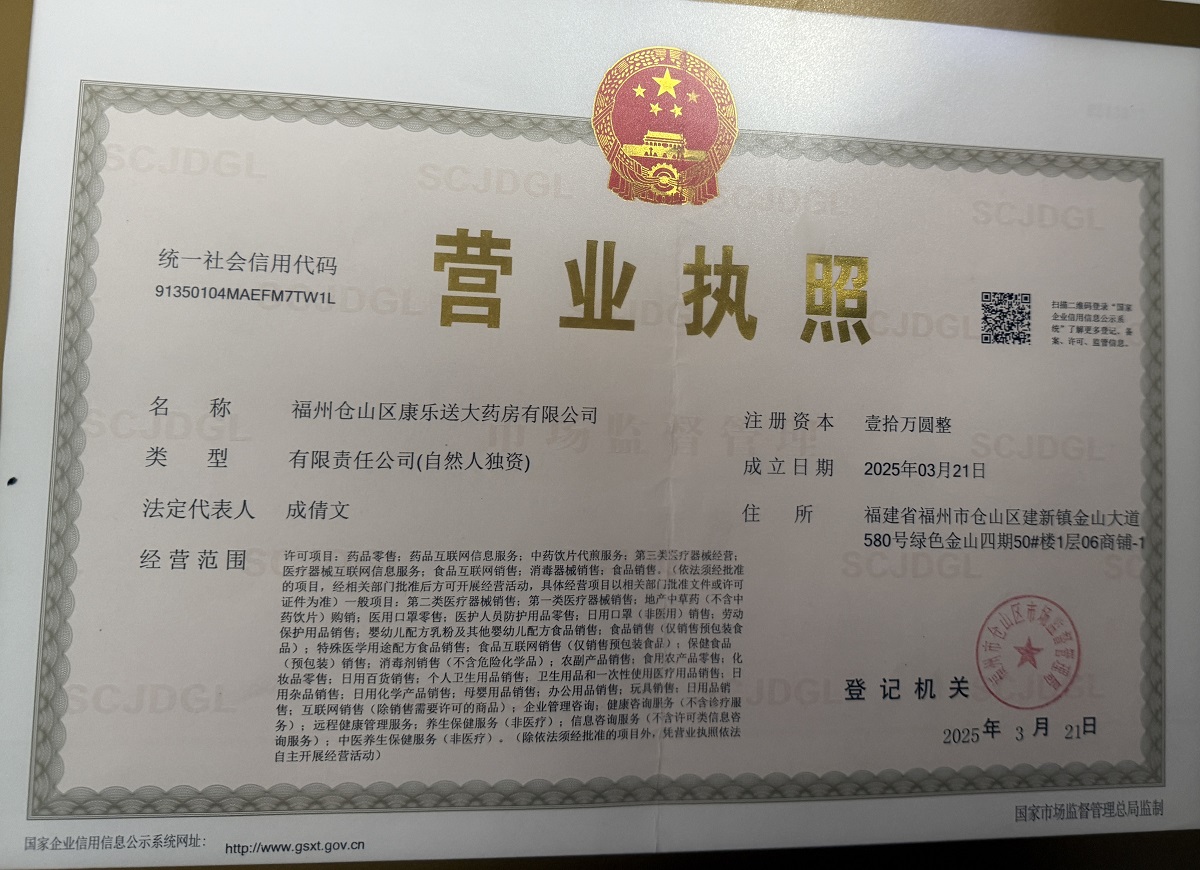 营业执照
统一社会信用代码
91350104MAEFM7TW1L
扫描二维码登录“国家
企业信用信息公示系
统”了解更多登记、备
案、许可、监管信息。
名称 福州仓山区康乐送大药房有限公司
类型 有限责任公司(自然人独资)
法定代表人 成倩文
经营范围 许可项目：药品零售；药品互联网信息服务；中药饮片代煎服务；第三类医疗器械经营；
医疗器械互联网信息服务；食品互联网销售；消毒器械销售；食品销售。（依法须经批准
的项目，经相关部门批准后方可开展经营活动，具体经营项目以相关部门批准文件或许可
证件为准）一般项目：第二类医疗器械销售；第一类医疗器械销售；地产中草药（不含中
药饮片）购销；医用口罩零售；医护人员防护用品零售；日用口罩（非医用）销售；劳动
保护用品销售；婴幼儿配方乳粉及其他婴幼儿配方食品销售；食品销售（仅销售预包装食
品）；特殊医学用途配方食品销售；食品互联网销售（仅销售预包装食品）；保健食品
（预包装）销售；消毒剂销售（不含危险化学品）；农副产品销售；食用农产品零售；化
妆品零售；日用百货销售；个人卫生用品销售；卫生用品和一次性使用医疗用品销售；日
用杂品销售；日用化学产品销售；母婴用品销售；办公用品销售；玩具销售；日用品销
售；互联网销售（除销售需要许可的商品）；企业管理咨询；健康咨询服务（不含诊疗服
务）；远程健康管理服务；养生保健服务（非医疗）；信息咨询服务（不含许可类信息咨
询服务）；中医养生保健服务（非医疗）。（除依法须经批准的项目外，凭营业执照依法
自主开展经营活动）
注册资本 壹拾万圆整
成立日期 2025年03月21日
住所 福建省福州市仓山区建新镇金山大道
580号绿色金山四期50#楼1层06商铺-1
福州市仓山区市场监督管理局
登记机关
2025年 3月 21日
国家企业信用信息公示系统网址： http://www.gsxt.gov.cn
国家市场监督管理总局监制